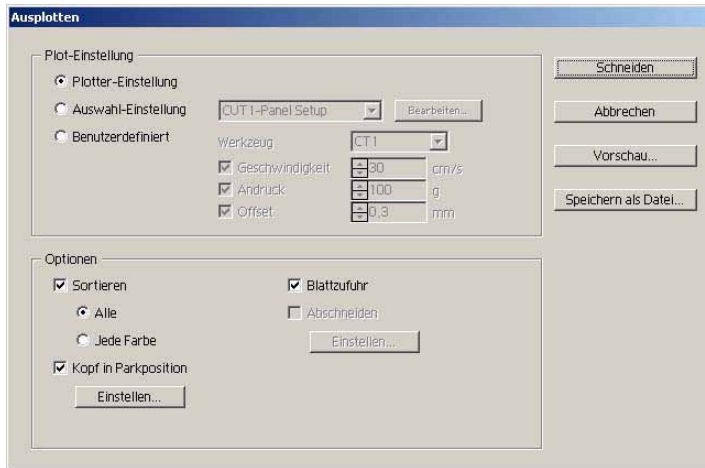 Ausplotten
Plot-Einstellung
Plotter-Einstellung
Auswahl-Einstellung CUT1-Panel Setup Bearbeiten...
Benutzerdefiniert Werkzeug CT1
Geschwindigkeit 30 cm/s
Andruck 100 g
Offset 0,3 mm
Schneiden
Abbrechen
Vorschau...
Speichern als Datei...
Optionen
Sortieren Blattzufuhr
Alle Abschneiden
Jede Farbe Einstellen...
Kopf in Parkposition
Einstellen...